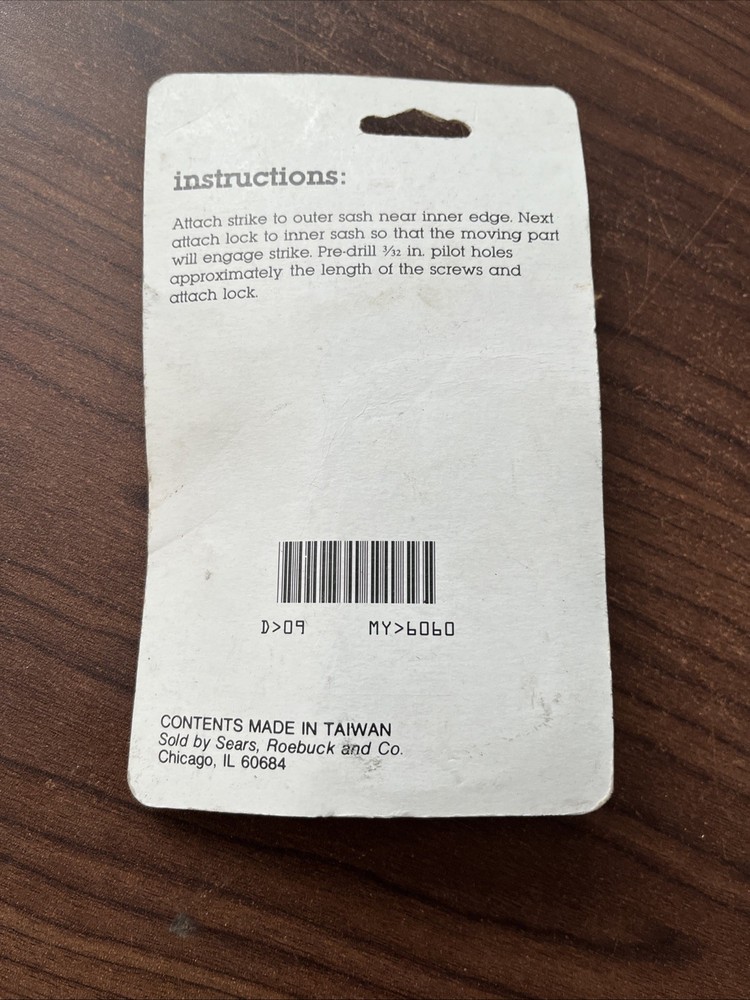 instructions:
Attach strike to outer sash near inner edge. Next
attach lock to inner sash so that the moving part
will engage strike. Pre-drill 3/32 in. pilot holes
approximately the length of the screws and
attach lock.
D>09 MY>6060
CONTENTS MADE IN TAIWAN
Sold by Sears, Roebuck and Co.
Chicago, IL 60684